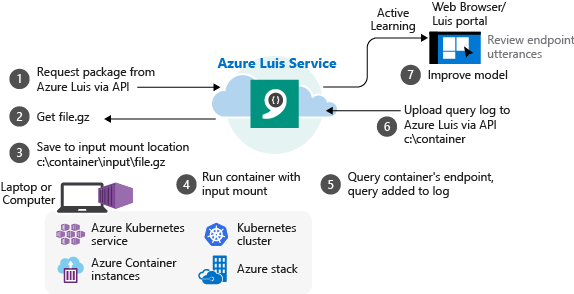 Active
Learning
Web Browser/
Luis portal
Review endpoint
utterances
7 Improve model
Azure Luis Service
1 Request package from
Azure Luis via API
2 Get file.gz
3 Save to input mount location
c:\container\input\file.gz
Upload query log to
6 Azure Luis via API
c:\container
Laptop or
Computer
4 Run container with
input mount
5 Query container's endpoint,
query added to log
Azure Kubernetes
service
Kubernetes
cluster
Azure Container
instances
Azure stack